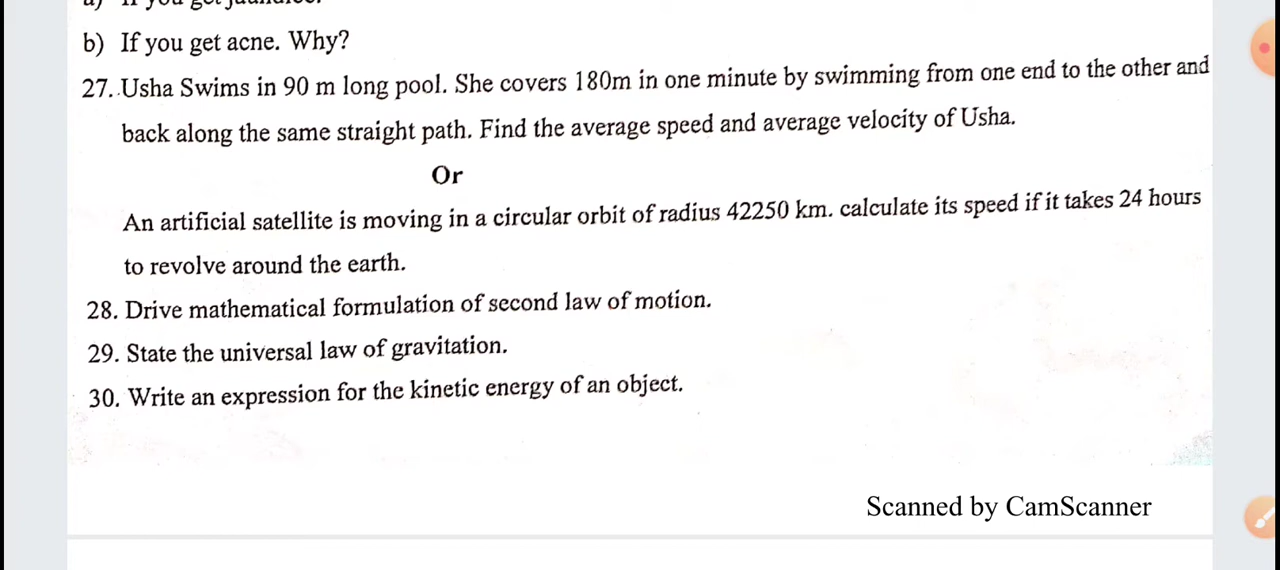 b) If you get acne. Why?
27. Usha Swims in 90 m long pool. She covers 180m in one minute by swimming from one end to the other and
back along the same straight path. Find the average speed and average velocity of Usha.
Or
An artificial satellite is moving in a circular orbit of radius 42250 km. calculate its speed if it takes 24 hours
to revolve around the earth.
28. Drive mathematical formulation of second law of motion.
29. State the universal law of gravitation.
30. Write an expression for the kinetic energy of an object.
Scanned by CamScanner